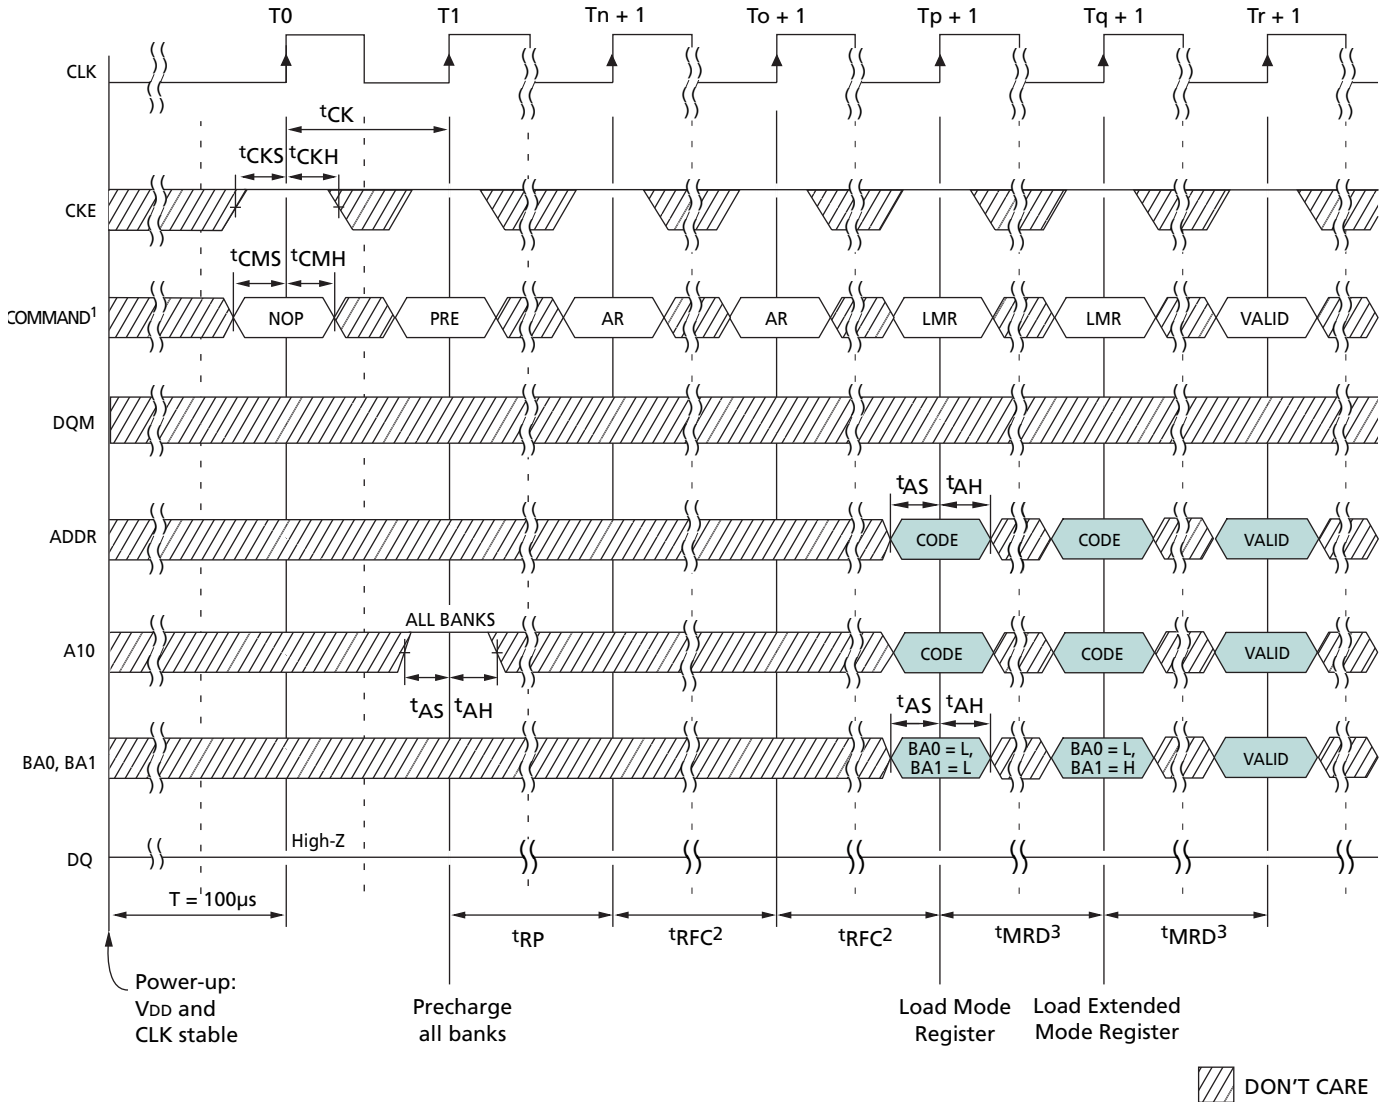 T0 T1 Tn + 1 To + 1 Tp + 1 Tq + 1 Tr + 1
CLK
tCK
tCKS tCKH
CKE
tCMS tCMH
COMMAND1 NOP PRE AR AR LMR LMR VALID
DQM
tAS tAH
ADDR CODE CODE VALID
ALL BANKS
A10 CODE CODE VALID
tAS tAH tAS tAH
BA0, BA1 BA0 = L, BA1 = L BA0 = L, BA1 = H VALID
High-Z
DQ
T = 100µs
tRP tRFC2 tRFC2 tMRD3 tMRD3
Power-up:
VDD and
CLK stable
Precharge
all banks
Load Mode
Register
Load Extended
Mode Register
DON'T CARE